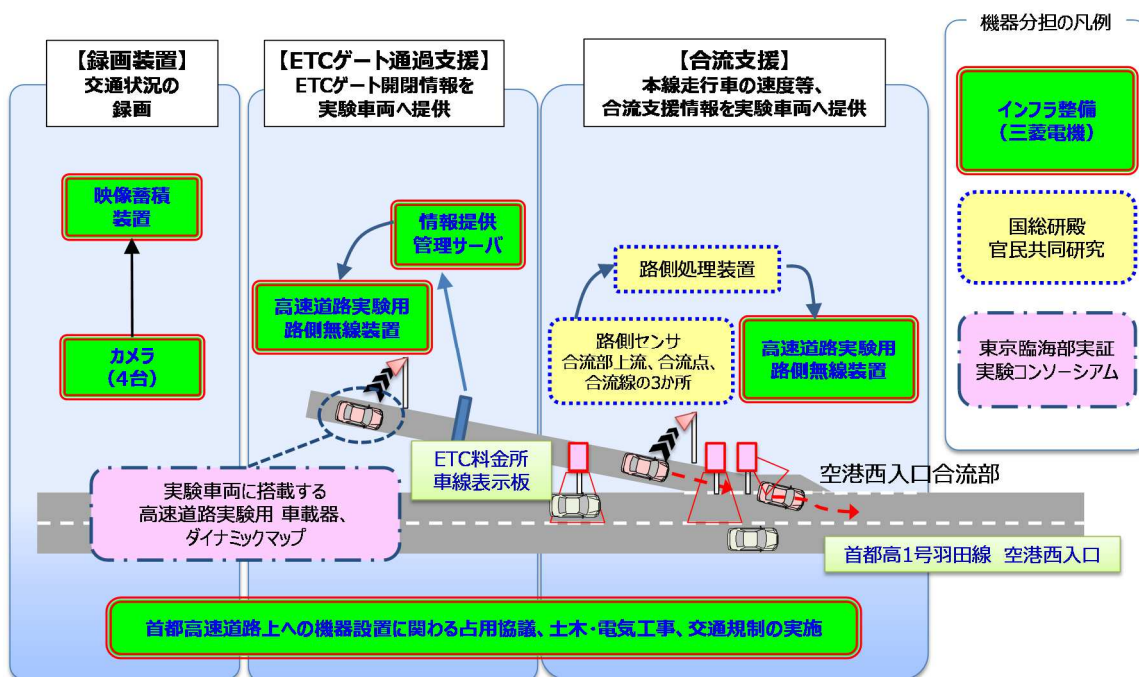 【録画装置】
交通状況の
録画
【ETCゲート通過支援】
ETCゲート開閉情報を
実験車両へ提供
【合流支援】
本線走行車の速度等、
合流支援情報を実験車両へ提供
機器分担の凡例
インフラ整備
(三菱電機)
国総研殿
官民共同研究
東京臨海部実証
実験コンソーシアム
映像蓄積
装置
カメラ
(4台)
情報提供
管理サーバ
高速道路実験用
路側無線装置
路側処理装置
路側センサ
合流部上流、合流点、
合流線の3か所
高速道路実験用
路側無線装置
ETC料金所
車線表示板
実験車両に搭載する
高速道路実験用 車載器、
ダイナミックマップ
空港西入口合流部
首都高1号羽田線 空港西入口
首都高速道路上への機器設置に関わる占用協議、土木・電気工事、交通規制の実施